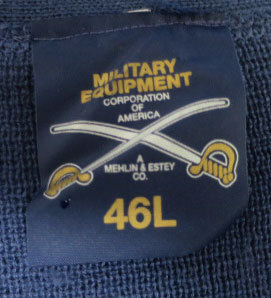 MILITARY
EQUIPMENT
CORPORATION
OF
AMERICA
A
MEHLIN & ESTEY
CO.
46L